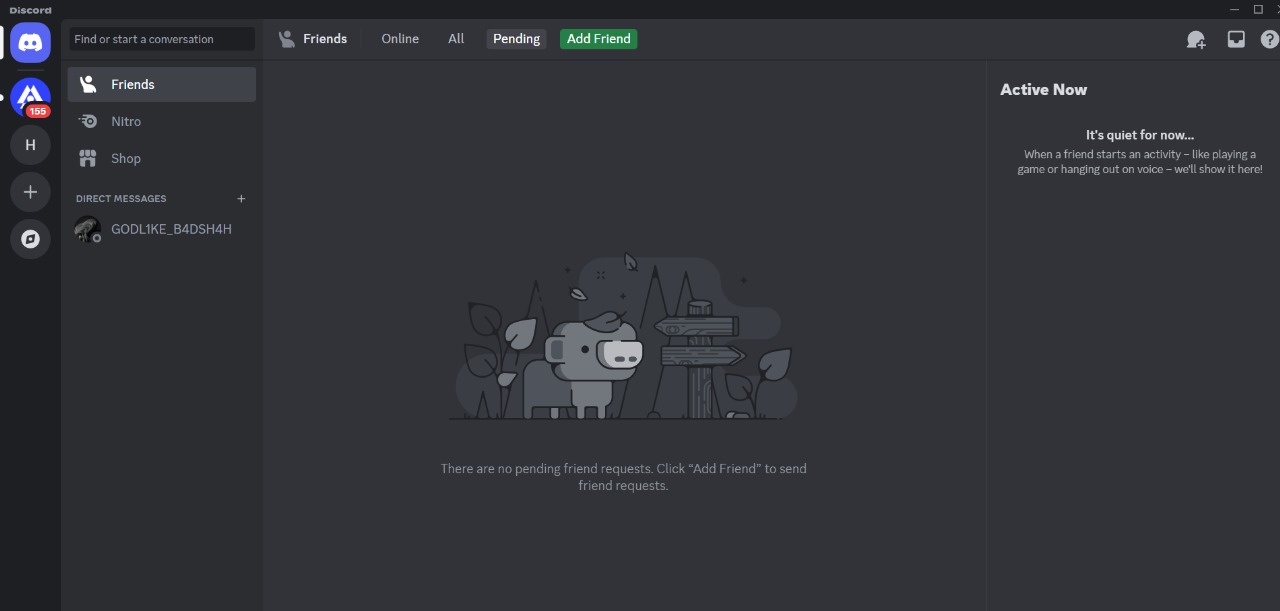 Discord
Find or start a conversation
Friends
Online
All
Pending
Add Friend
155
H
Friends
Nitro
Shop
DIRECT MESSAGES
GODL1KE_B4DSH4H
There are no pending friend requests. Click “Add Friend” to send
friend requests.
Active Now
It's quiet for now...
When a friend starts an activity – like playing a
game or hanging out on voice – we'll show it here!